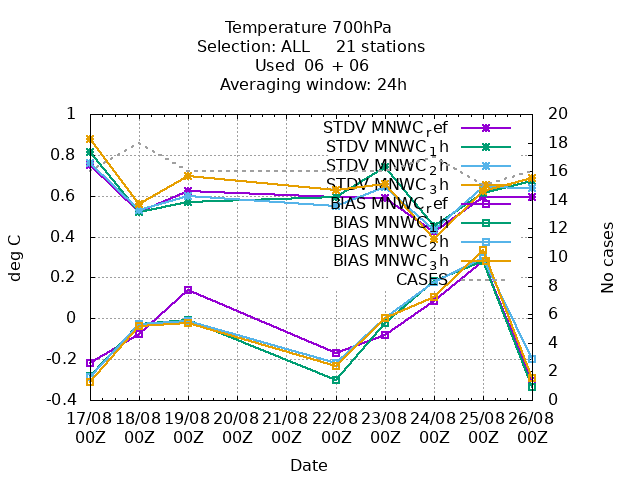 Temperature 700hPa
Selection: ALL 21 stations
Used 06 + 06
Averaging window: 24h
1
0.8
0.6
0.4
0.2
0
-0.2
-0.4
deg C
20
18
16
14
12
10
8
6
4
2
0
No cases
STDV MNWC_ref
STDV MNWC_1h
STDV MNWC_2h
STDV MNWC_3h
BIAS MNWC_ref
BIAS MNWC_1h
BIAS MNWC_2h
BIAS MNWC_3h
CASES
17/08 18/08 19/08 20/08 21/08 22/08 23/08 24/08 25/08 26/08
00Z 00Z 00Z 00Z 00Z 00Z 00Z 00Z 00Z 00Z
Date